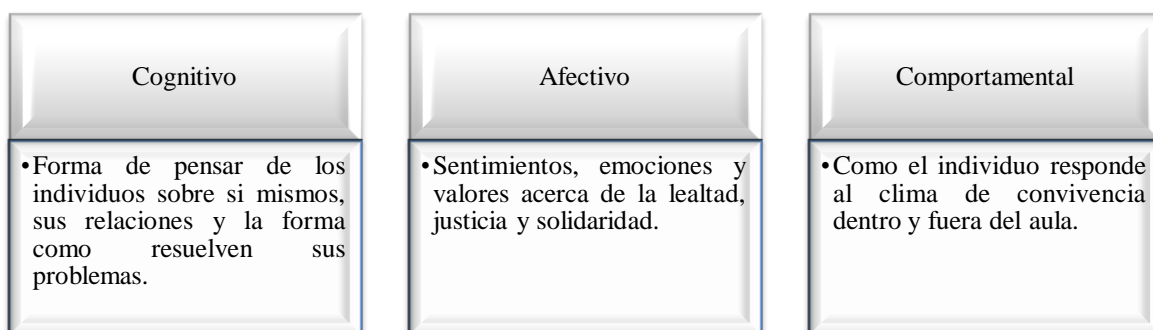 Cognitivo
•Forma de pensar de los
individuos sobre si mismos,
sus relaciones y la forma
como resuelven sus
problemas.
Afectivo
•Sentimientos, emociones y
valores acerca de la lealtad,
justicia y solidaridad.
Comportamental
•Como el individuo responde
al clima de convivencia
dentro y fuera del aula.